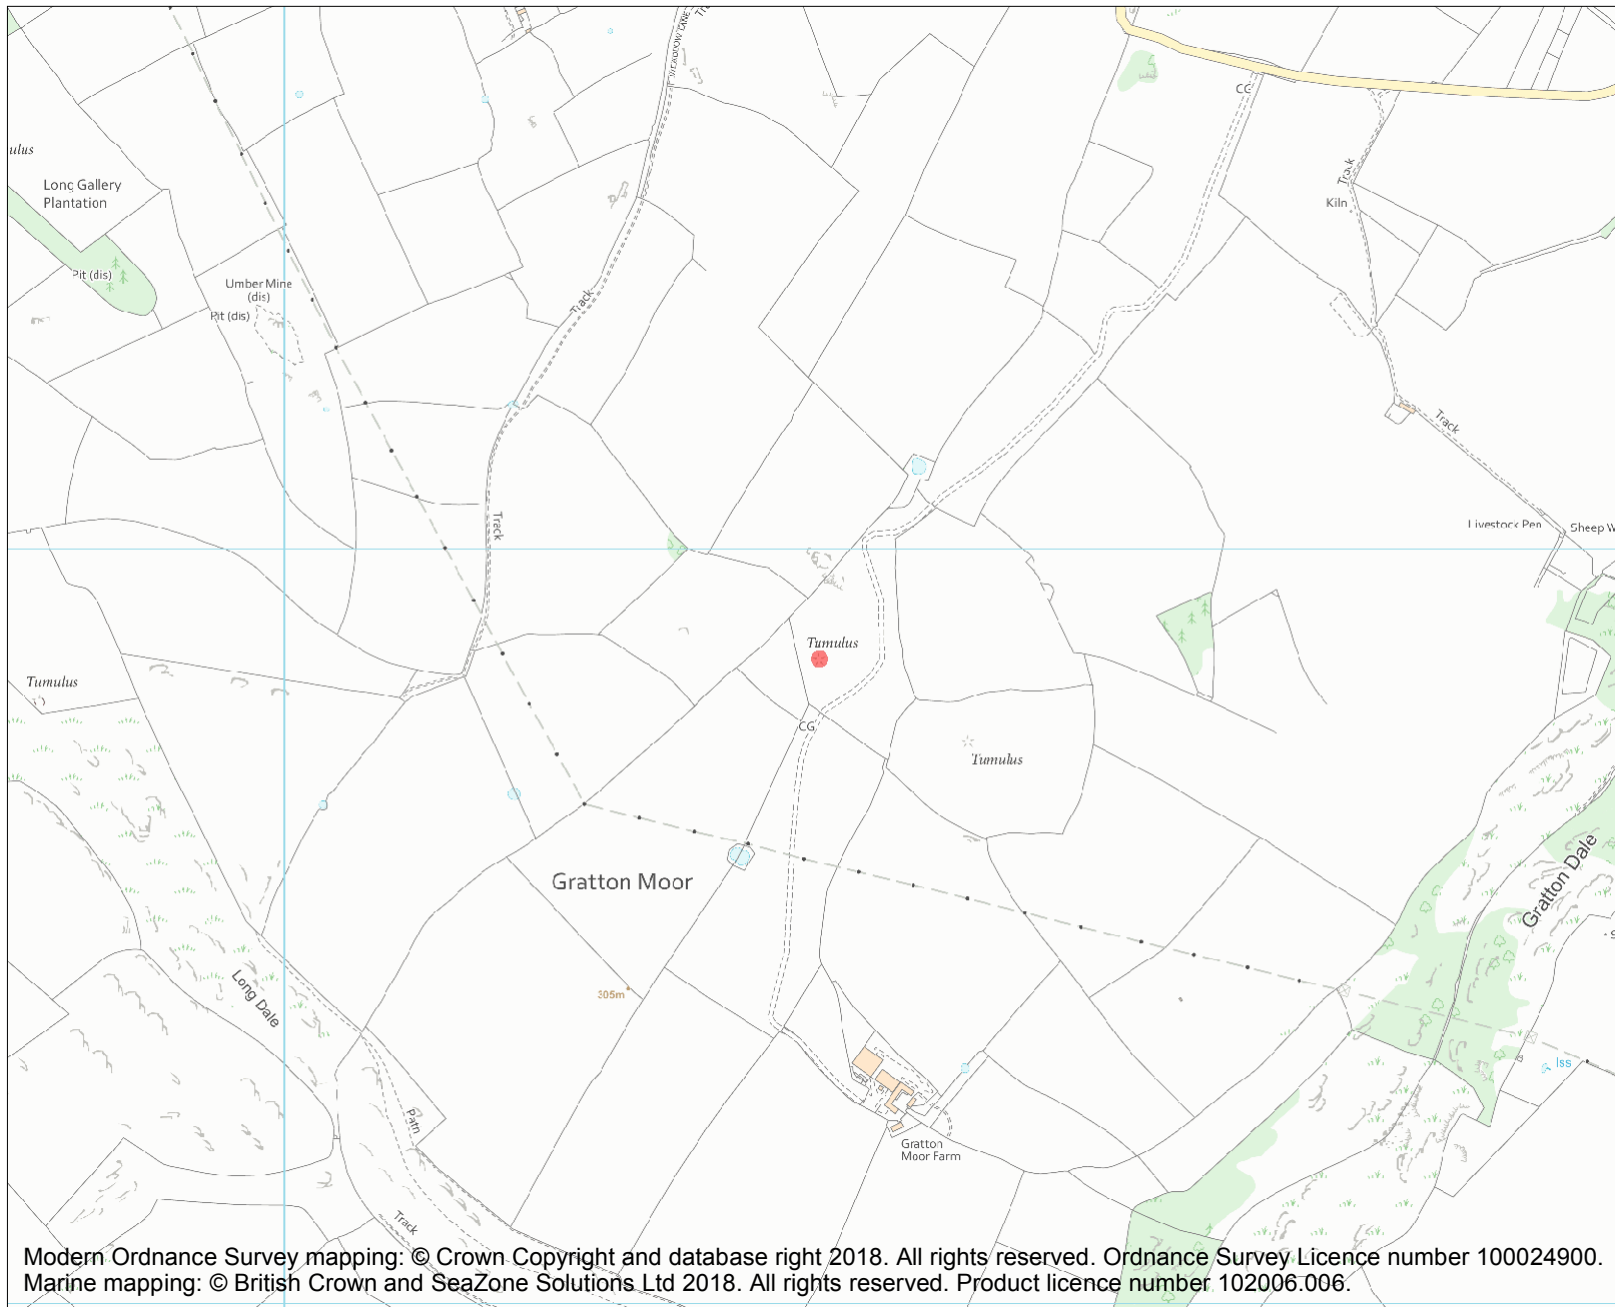 CG
ulus
Track
Long Gallery
Plantation
Kiln
Pit (dis)
Umber Mine
(dis)
Pit (dis)
Track
Track
Track
Livestock Pen
Sheep W
Tumulus
Tumulus
CG
Tumulus
Gratton Moor
Gratton Dale
305m
Long Dale
Iss
Path
Gratton
Moor Farm
Track
Modern Ordnance Survey mapping: © Crown Copyright and database right 2018. All rights reserved. Ordnance Survey Licence number 100024900.
Marine mapping: © British Crown and SeaZone Solutions Ltd 2018. All rights reserved. Product licence number 102006.006.